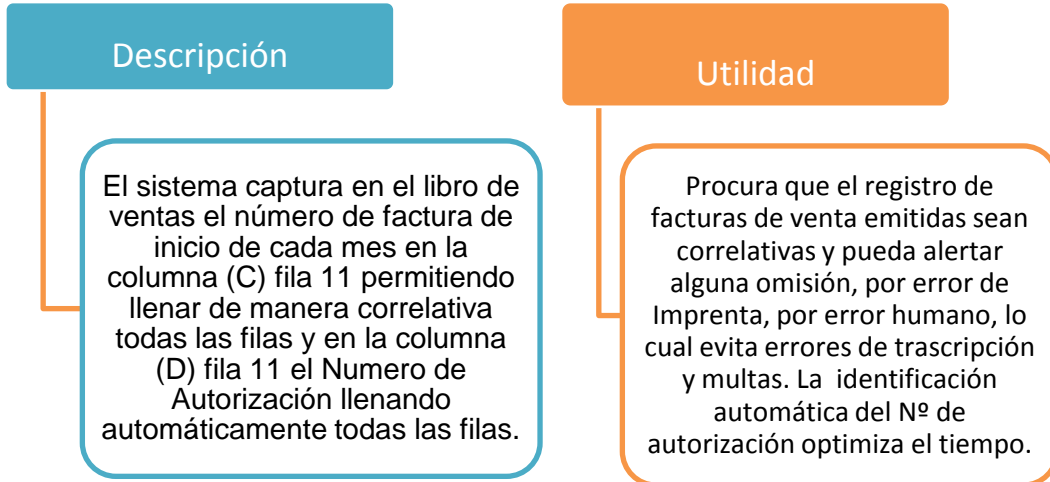 Descripción
El sistema captura en el libro de
ventas el número de factura de
inicio de cada mes en la
columna (C) fila 11 permitiendo
llenar de manera correlativa
todas las filas y en la columna
(D) fila 11 el Numero de
Autorización llenando
automáticamente todas las filas.
Utilidad
Procura que el registro de
facturas de venta emitidas sean
correlativas y pueda alertar
alguna omisión, por error de
Imprenta, por error humano, lo
cual evita errores de trascripción
y multas. La identificación
automática del Nº de
autorización optimiza el tiempo.